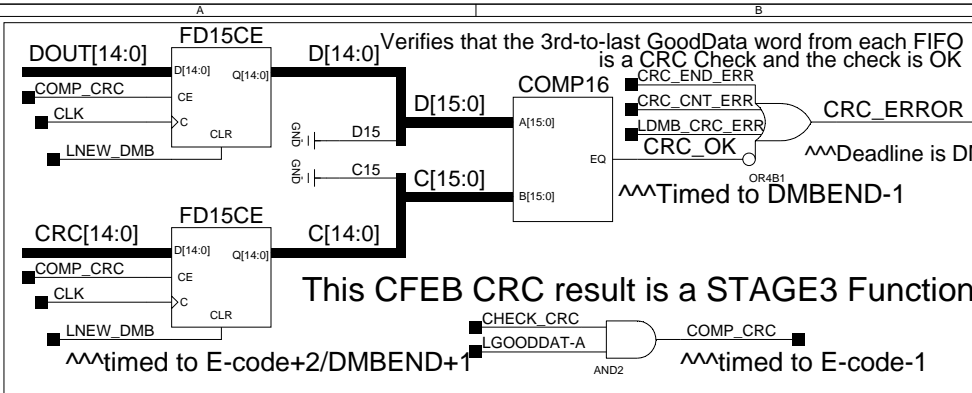 A
B
Verifies that the 3rd-to-last GoodData word from each FIFO
is a CRC Check and the check is OK
FD15CE
DOUT[14:0]
D[14:0]
Q[14:0]
D[14:0]
COMP_CRC
CE
CLK
C
CLR
LNEW_DMB
GND
D15
D[15:0]
COMP16
A[15:0]
EQ
B[15:0]
CRC_END_ERR
CRC_CNT_ERR
LDMB_CRC_ERR
CRC_OK
OR4B1
CRC_ERROR
^^^Deadline is
^^^Timed to DMBEND-1
GND
C15
C[15:0]
FD15CE
CRC[14:0]
D[14:0]
Q[14:0]
C[14:0]
COMP_CRC
CE
CLK
C
CLR
LNEW_DMB
^^^timed to E-code+2/DMBEND+1
This CFEB CRC result is a STAGE3 Function
CHECK_CRC
LGOODDAT-A
AND2
COMP_CRC
^^^timed to E-code-1